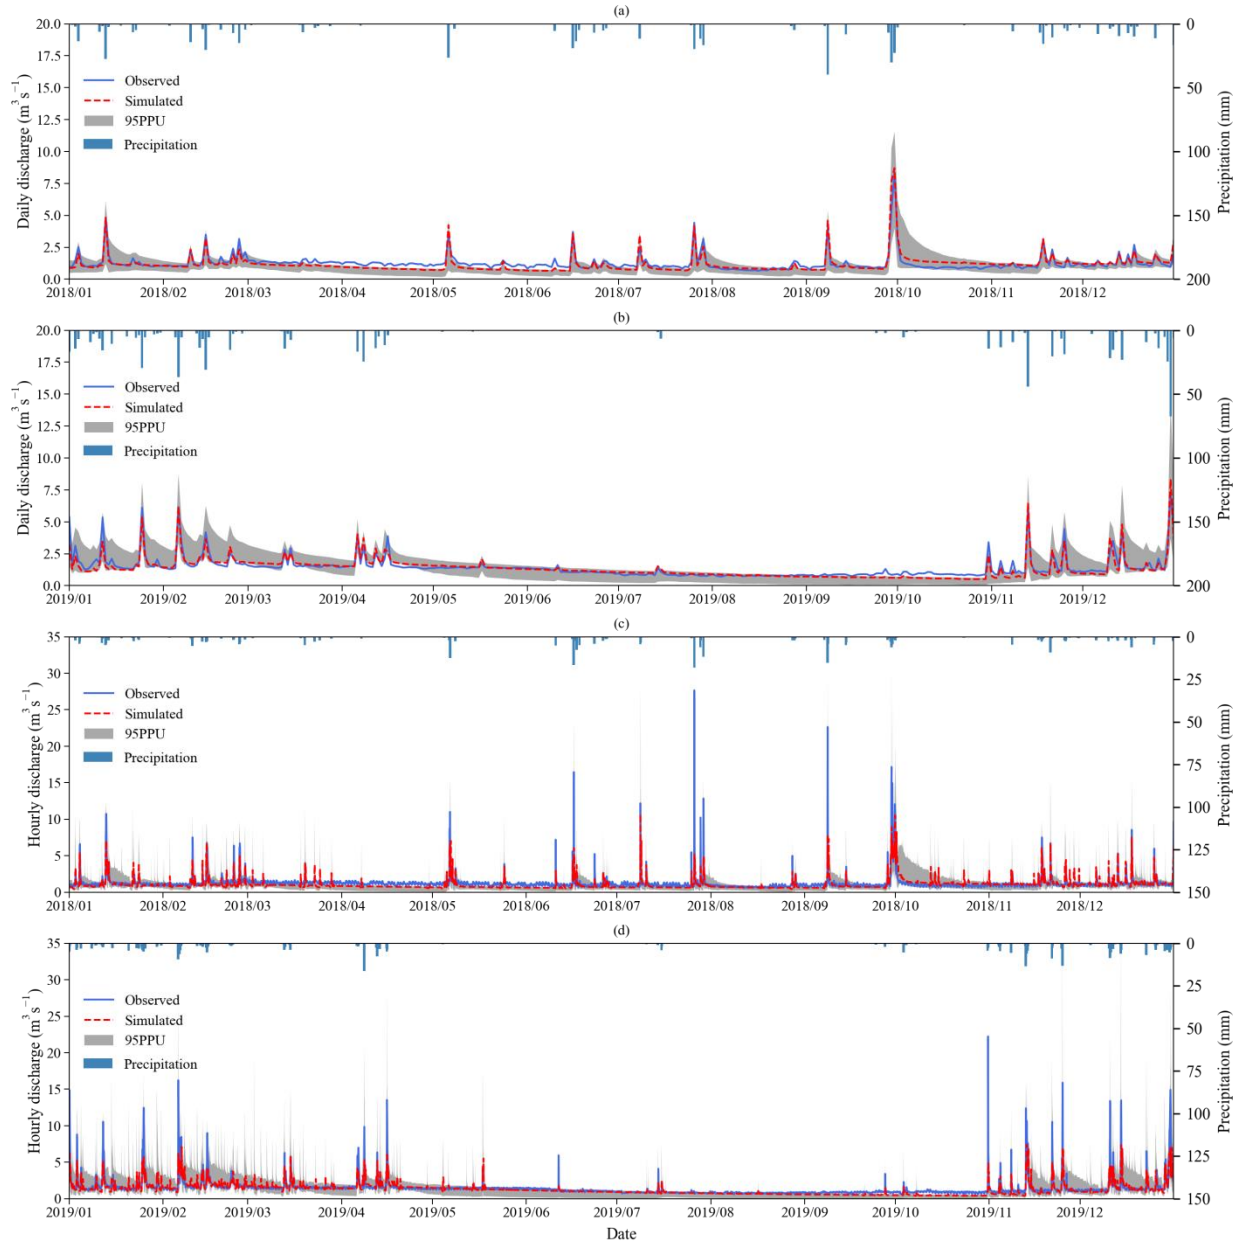 (a)
20.0 0
17.5
15.0 50
12.5
10.0 100
7.5
5.0 150
2.5
0.0 200
Daily discharge (m³ s⁻¹)
Precipitation (mm)
Observed
Simulated
95PPU
Precipitation
2018/01 2018/02 2018/03 2018/04 2018/05 2018/06 2018/07 2018/08 2018/09 2018/10 2018/11 2018/12
(b)
20.0 0
17.5
15.0 50
12.5
10.0 100
7.5
5.0 150
2.5
0.0 200
Daily discharge (m³ s⁻¹)
Precipitation (mm)
Observed
Simulated
95PPU
Precipitation
2019/01 2019/02 2019/03 2019/04 2019/05 2019/06 2019/07 2019/08 2019/09 2019/10 2019/11 2019/12
(c)
35 0
30 25
25
20 50
15 75
10 100
5 125
0 150
Hourly discharge (m³ s⁻¹)
Precipitation (mm)
Observed
Simulated
95PPU
Precipitation
2018/01 2018/02 2018/03 2018/04 2018/05 2018/06 2018/07 2018/08 2018/09 2018/10 2018/11 2018/12
(d)
35 0
30 25
25
20 50
15 75
10 100
5 125
0 150
Hourly discharge (m³ s⁻¹)
Precipitation (mm)
Observed
Simulated
95PPU
Precipitation
2019/01 2019/02 2019/03 2019/04 2019/05 2019/06 2019/07 2019/08 2019/09 2019/10 2019/11 2019/12
Date